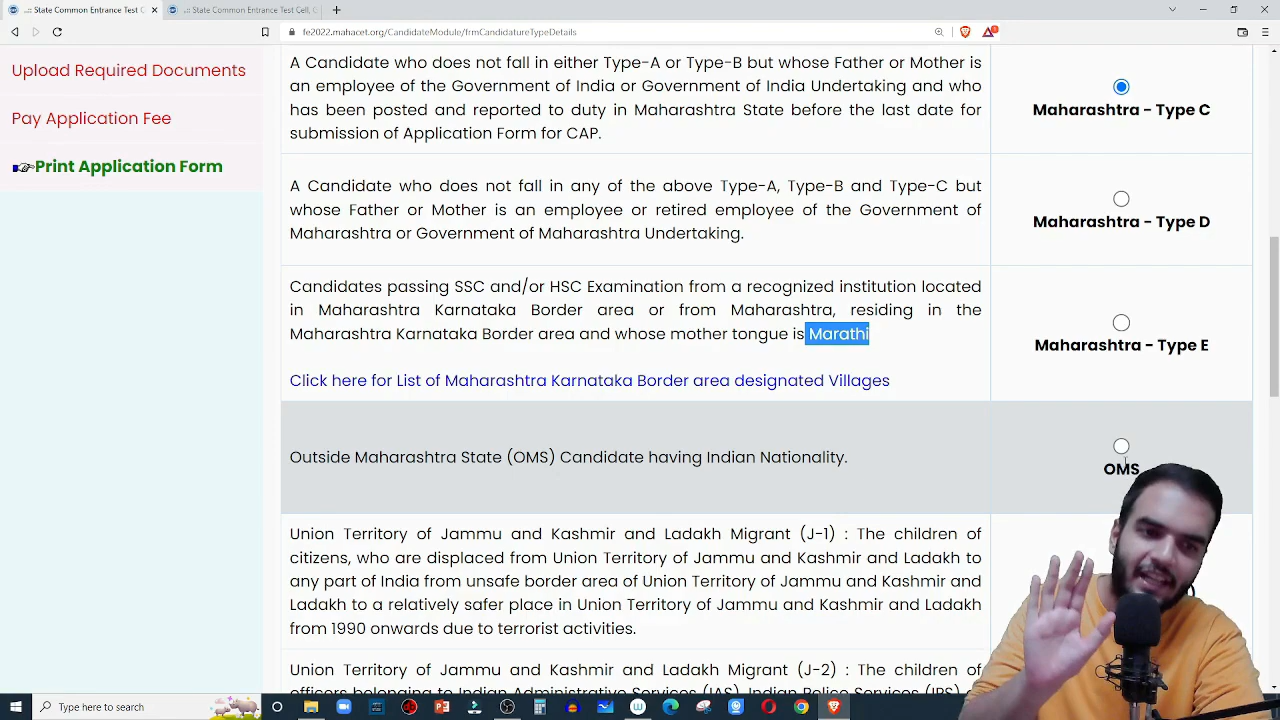 .:: State Common Entrance Test C
.:: State Common Entrance Test Cell, G
fe2022.mahacet.org/CandidateModule/frmCandidatureTypeDetails
Upload Required Documents
Pay Application Fee
Print Application Form
A Candidate who does not fall in either Type-A or Type-B but whose Father or Mother is
an employee of the Government of India or Government of India Undertaking and who
has been posted and reported to duty in Maharashtra State before the last date for
submission of Application Form for CAP.
Maharashtra - Type C
A Candidate who does not fall in any of the above Type-A, Type-B and Type-C but
whose Father or Mother is an employee or retired employee of the Government of
Maharashtra or Government of Maharashtra Undertaking.
Maharashtra - Type D
Candidates passing SSC and/or HSC Examination from a recognized institution located
in Maharashtra Karnataka Border area or from Maharashtra, residing in the
Maharashtra Karnataka Border area and whose mother tongue is Marathi
Click here for List of Maharashtra Karnataka Border area designated Villages
Maharashtra - Type E
Outside Maharashtra State (OMS) Candidate having Indian Nationality.
OMS
Union Territory of Jammu and Kashmir and Ladakh Migrant (J-1) : The children of
citizens, who are displaced from Union Territory of Jammu and Kashmir and Ladakh to
any part of India from unsafe border area of Union Territory of Jammu and Kashmir and
Ladakh to a relatively safer place in Union Territory of Jammu and Kashmir and Ladakh
from 1990 onwards due to terrorist activities.
Union Territory of Jammu and Kashmir and Ladakh Migrant (J-2) : The children of
officers belonging to Indian Administrative Services (IAS), Indian Police Services (IPS)
Type here to search